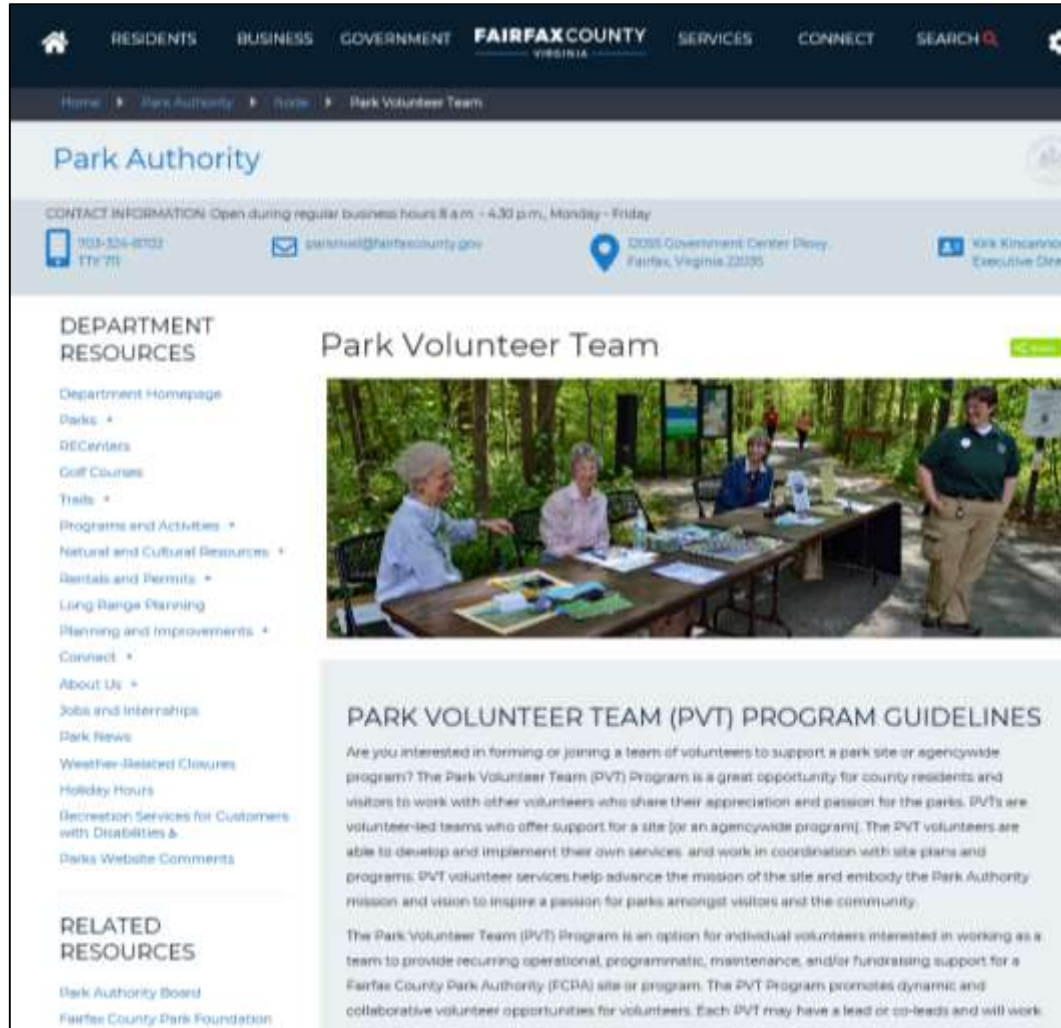 RESIDENTS BUSINESS GOVERNMENT FAIRFAX COUNTY VIRGINIA SERVICES CONNECT SEARCH
Home Park Authority Node Park Volunteer Team
Park Authority
CONTACT INFORMATION: Open during regular business hours 8 a.m. - 4:30 p.m., Monday - Friday
703-324-8702
TTY 711
parkmail@fairfaxcounty.gov
12055 Government Center Pkwy.
Fairfax, Virginia 22035
Kirk Kincannon
Executive Dire
DEPARTMENT
RESOURCES
Department Homepage
Parks +
RECenters
Golf Courses
Trails +
Programs and Activities +
Natural and Cultural Resources +
Rentals and Permits +
Long Range Planning
Planning and Improvements +
Connect +
About Us +
Jobs and Internships
Park News
Weather-Related Closures
Holiday Hours
Recreation Services for Customers
with Disabilities &
Parks Website Comments
RELATED
RESOURCES
Park Authority Board
Fairfax County Park Foundation
Park Volunteer Team
PARK VOLUNTEER TEAM (PVT) PROGRAM GUIDELINES
Are you interested in forming or joining a team of volunteers to support a park site or agencywide
program? The Park Volunteer Team (PVT) Program is a great opportunity for county residents and
visitors to work with other volunteers who share their appreciation and passion for the parks. PVTs are
volunteer-led teams who offer support for a site (or an agencywide program). The PVT volunteers are
able to develop and implement their own services, and work in coordination with site plans and
programs. PVT volunteer services help advance the mission of the site and embody the Park Authority
mission and vision to inspire a passion for parks amongst visitors and the community.
The Park Volunteer Team (PVT) Program is an option for individual volunteers interested in working as a
team to provide recurring operational, programmatic, maintenance, and/or fundraising support for a
Fairfax County Park Authority (FCPA) site or program. The PVT Program promotes dynamic and
collaborative volunteer opportunities for volunteers. Each PVT may have a lead or co-leads and will work